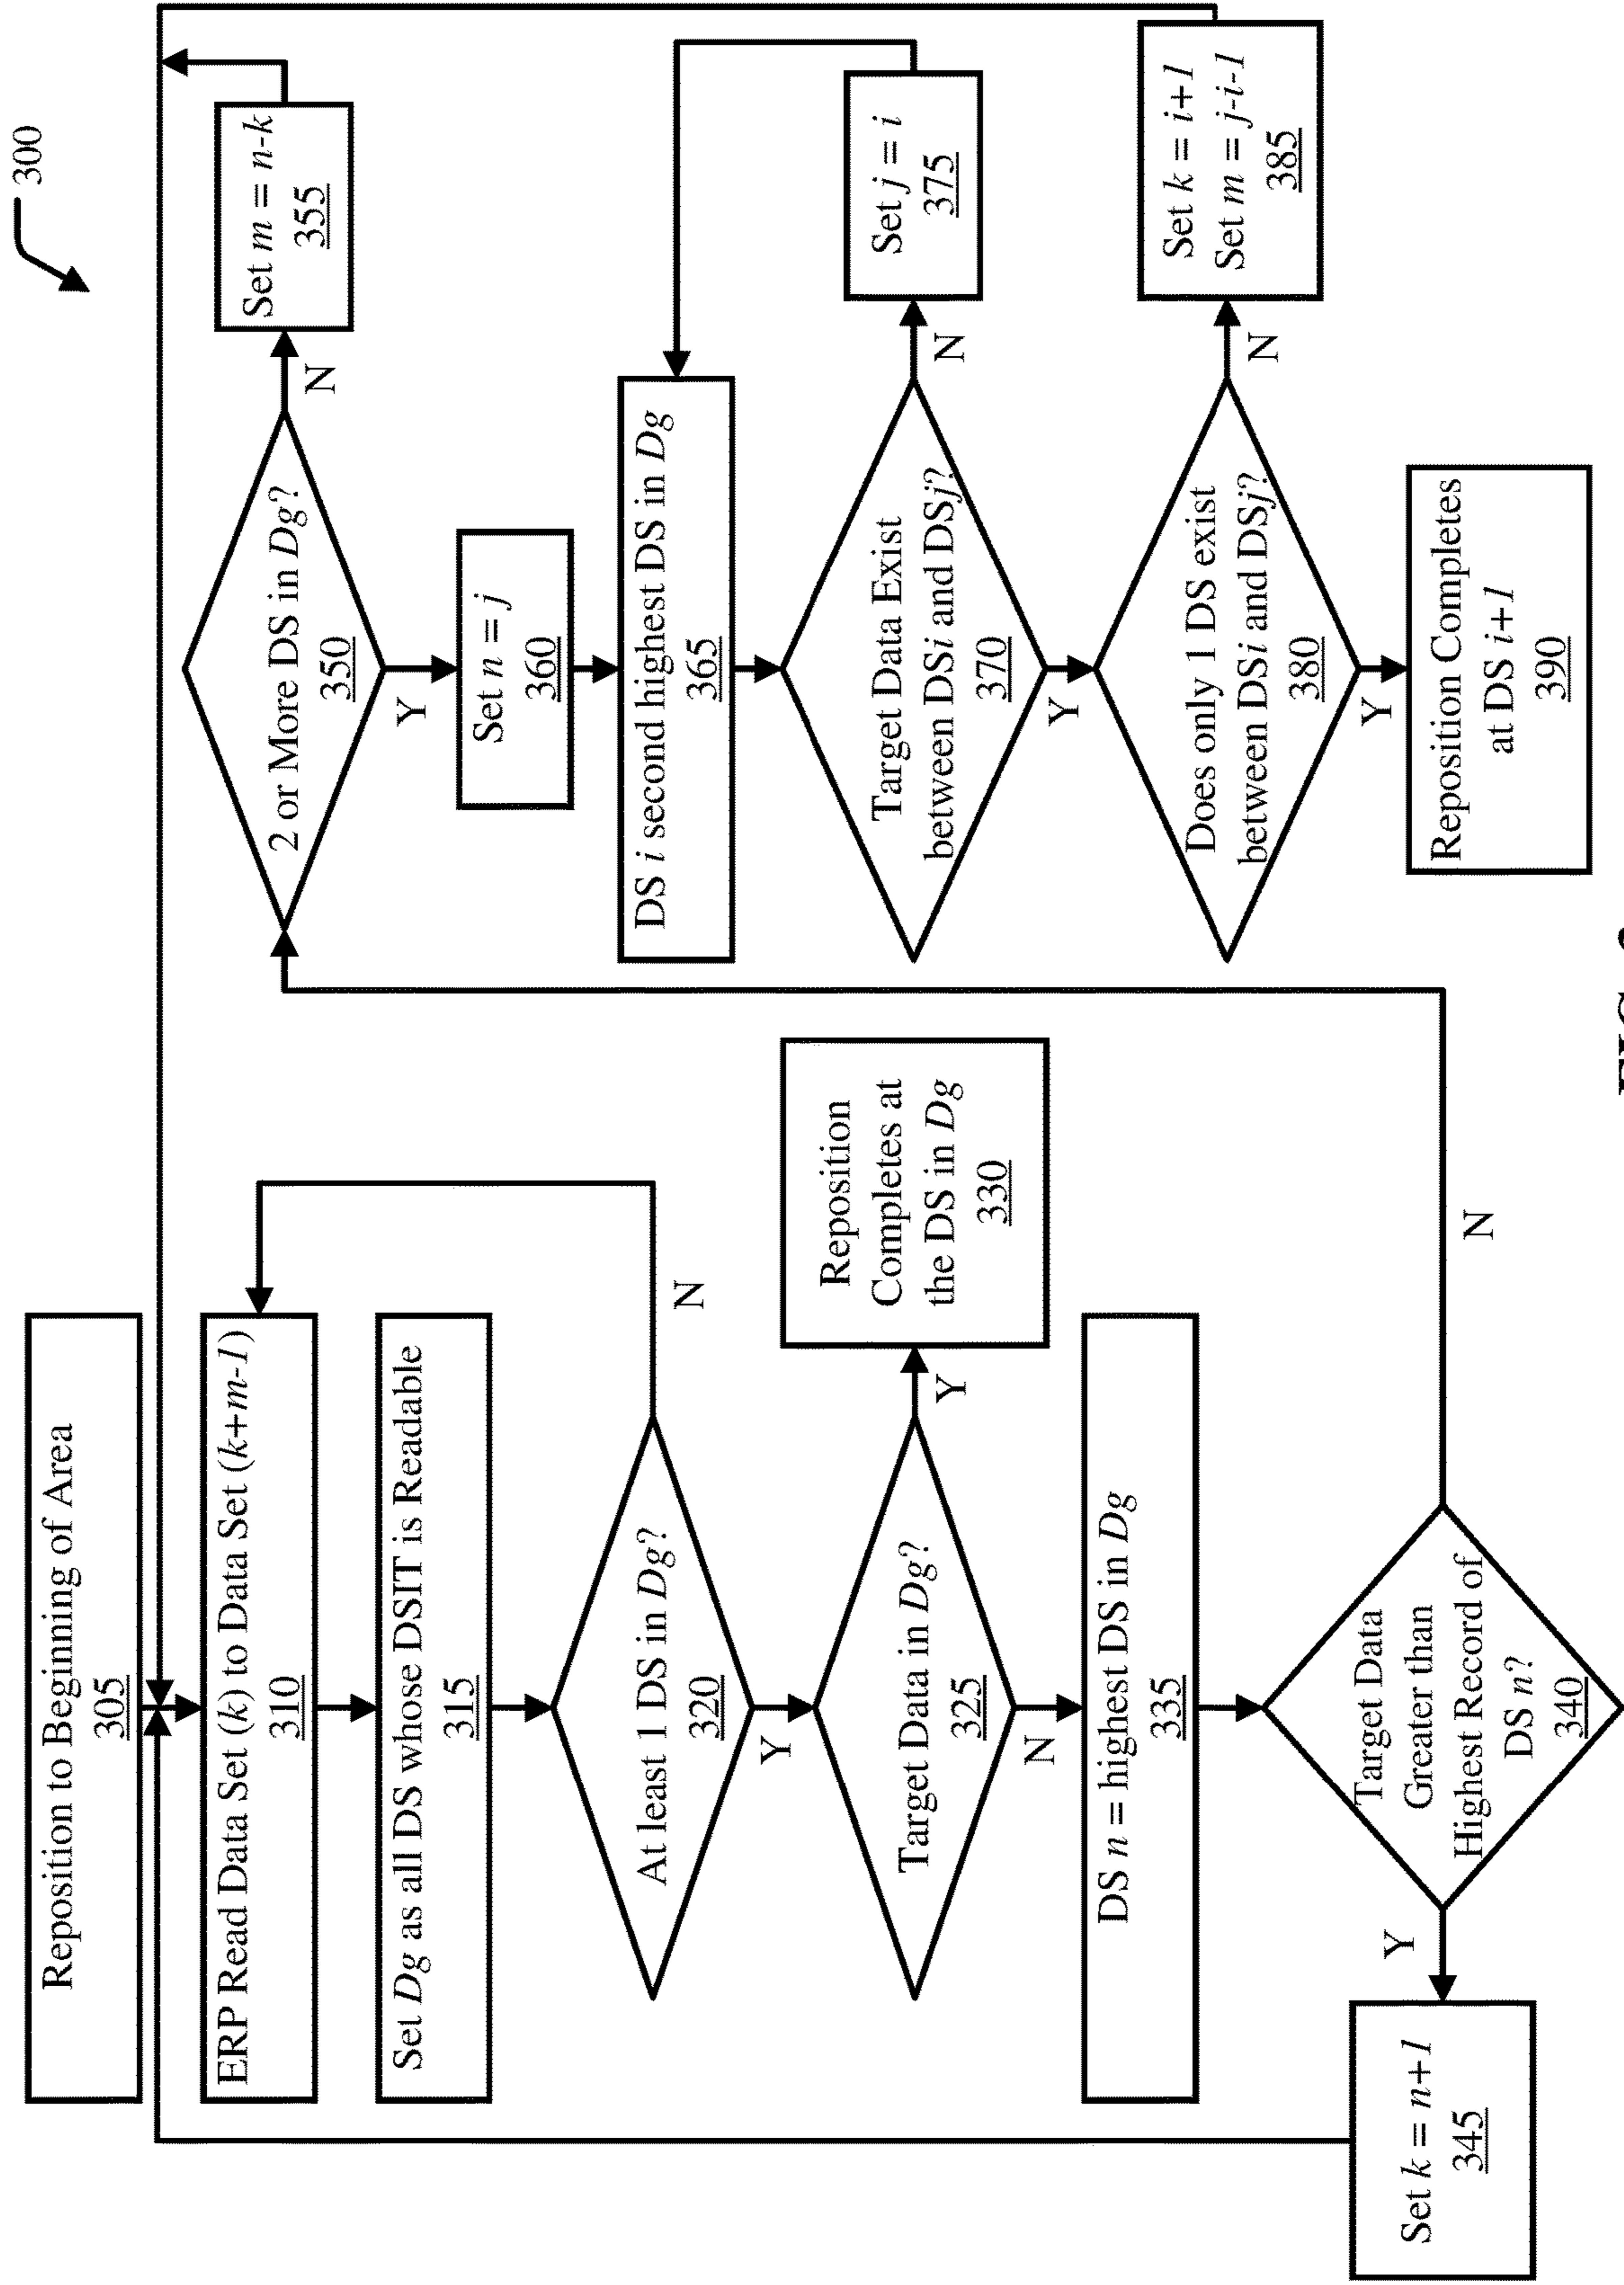 300
Reposition to Beginning of Area
305
ERP Read Data Set (k) to Data Set (k+m-1)
310
Set Dg as all DS whose DSIT is Readable
315
At least 1 DS in Dg?
320
N
Y
Target Data in Dg?
325
Y
Reposition
Completes at
the DS in Dg
330
N
DS n = highest DS in Dg
335
Target Data
Greater than
Highest Record of
DS n?
340
Y
Set k = n+1
345
N
2 or More DS in Dg?
350
N
Set m = n-k
355
Y
Set n = j
360
DS i second highest DS in Dg
365
Target Data Exist
between DSi and DSj?
370
N
Set j = i
375
Y
Does only 1 DS exist
between DSi and DSj?
380
N
Set k = i+1
Set m = j-i-1
385
Y
Reposition Completes
at DS i+1
390